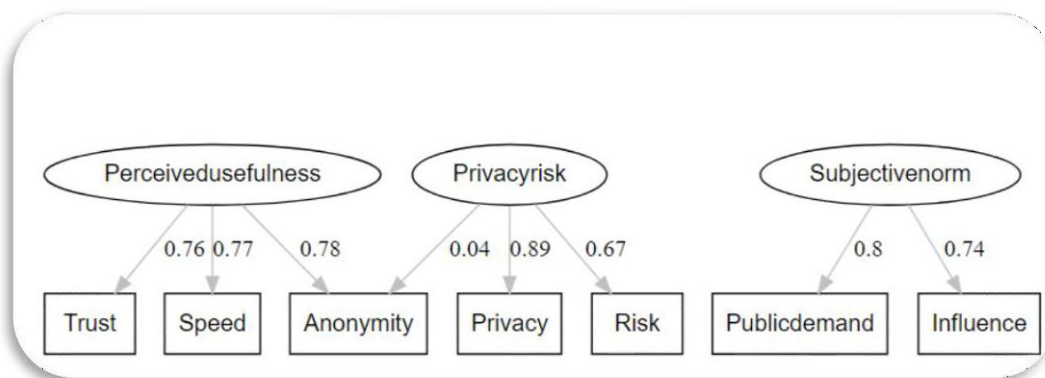 Perceivedusefulness Privacyrisk Subjectivenorm
0.76 0.77 0.78 0.04 0.89 0.67 0.8 0.74
Trust Speed Anonymity Privacy Risk Publicdemand Influence